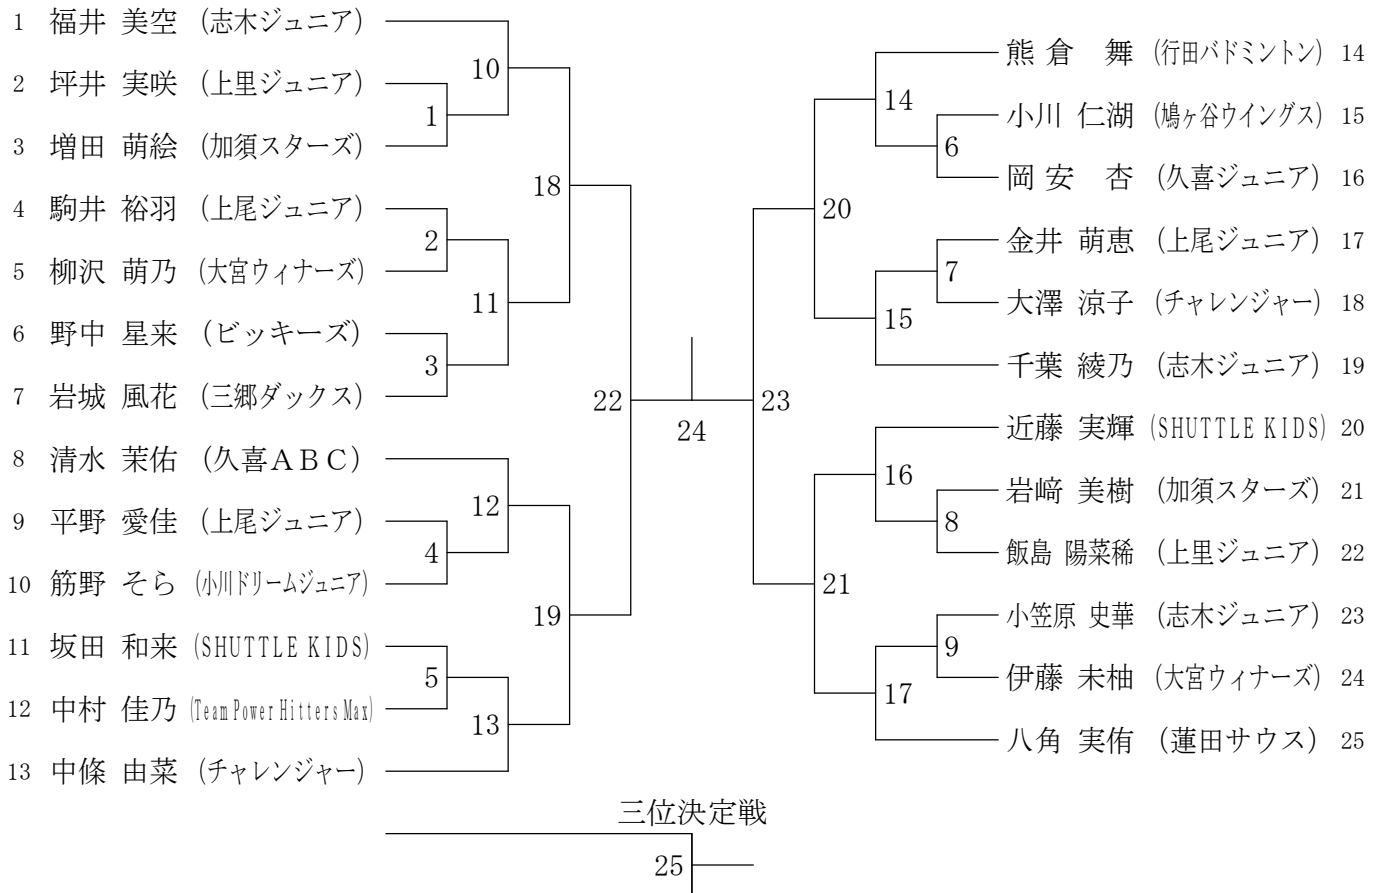 1 福井 美空 (志木ジュニア)
2 坪井 実咲 (上里ジュニア)
3 増田 萌絵 (加須スターズ)
4 駒井 裕羽 (上尾ジュニア)
5 柳沢 萌乃 (大宮ウィナーズ)
6 野中 星来 (ビッキーズ)
7 岩城 風花 (三郷ダックス)
8 清水 茉佑 (久喜ＡＢＣ)
9 平野 愛佳 (上尾ジュニア)
10 筋野 そら (小川ドリームジュニア)
11 坂田 和来 (SHUTTLE KIDS)
12 中村 佳乃 (Team Power Hitters Max)
13 中條 由菜 (チャレンジャー)
10
1
18
2
11
3
22
12
4
19
5
13
24
23
熊倉 舞 (行田バドミントン) 14
小川 仁湖 (鳩ヶ谷ウイングス) 15
岡安 杏 (久喜ジュニア) 16
金井 萌恵 (上尾ジュニア) 17
大澤 涼子 (チャレンジャー) 18
千葉 綾乃 (志木ジュニア) 19
近藤 実輝 (SHUTTLE KIDS) 20
岩﨑 美樹 (加須スターズ) 21
飯島 陽菜稀 (上里ジュニア) 22
小笠原 史華 (志木ジュニア) 23
伊藤 未柚 (大宮ウィナーズ) 24
八角 実侑 (蓮田サウス) 25
14
6
20
7
15
16
8
21
9
17
三位決定戦
25